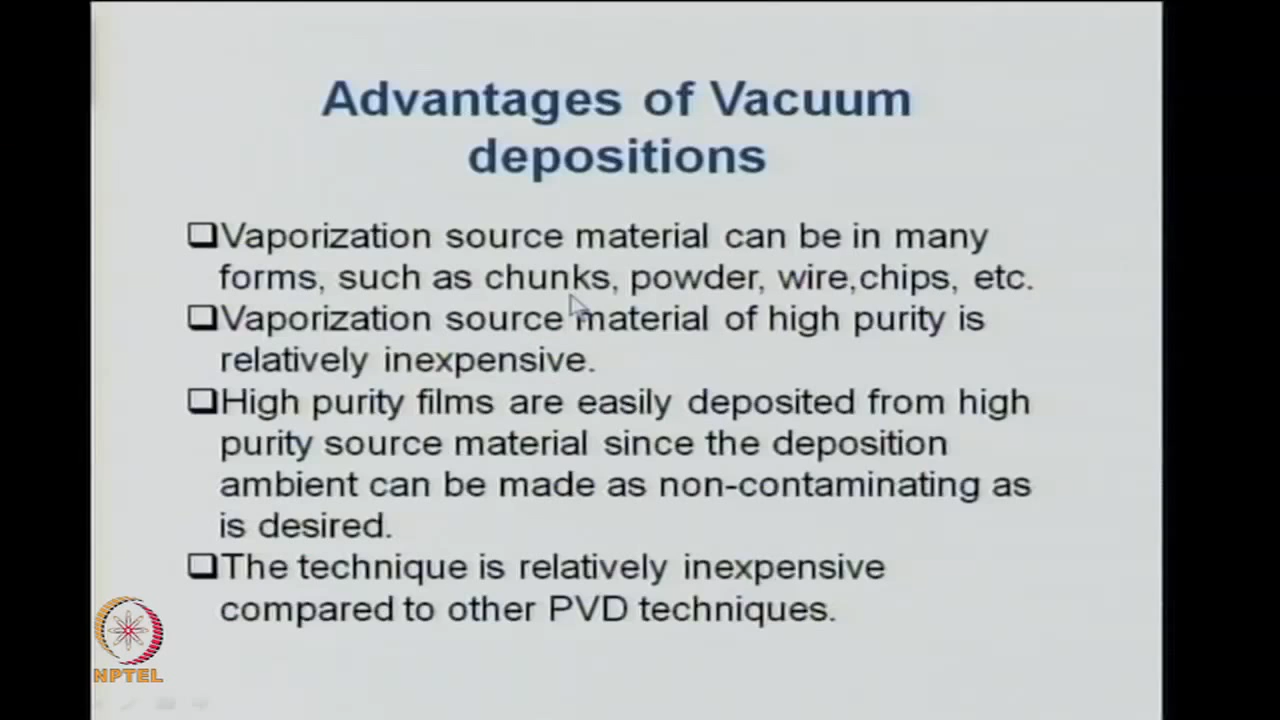 Advantages of Vacuum
depositions
Vaporization source material can be in many
forms, such as chunks, powder, wire,chips, etc.
Vaporization source material of high purity is
relatively inexpensive.
High purity films are easily deposited from high
purity source material since the deposition
ambient can be made as non-contaminating as
is desired.
The technique is relatively inexpensive
compared to other PVD techniques.
NPTEL